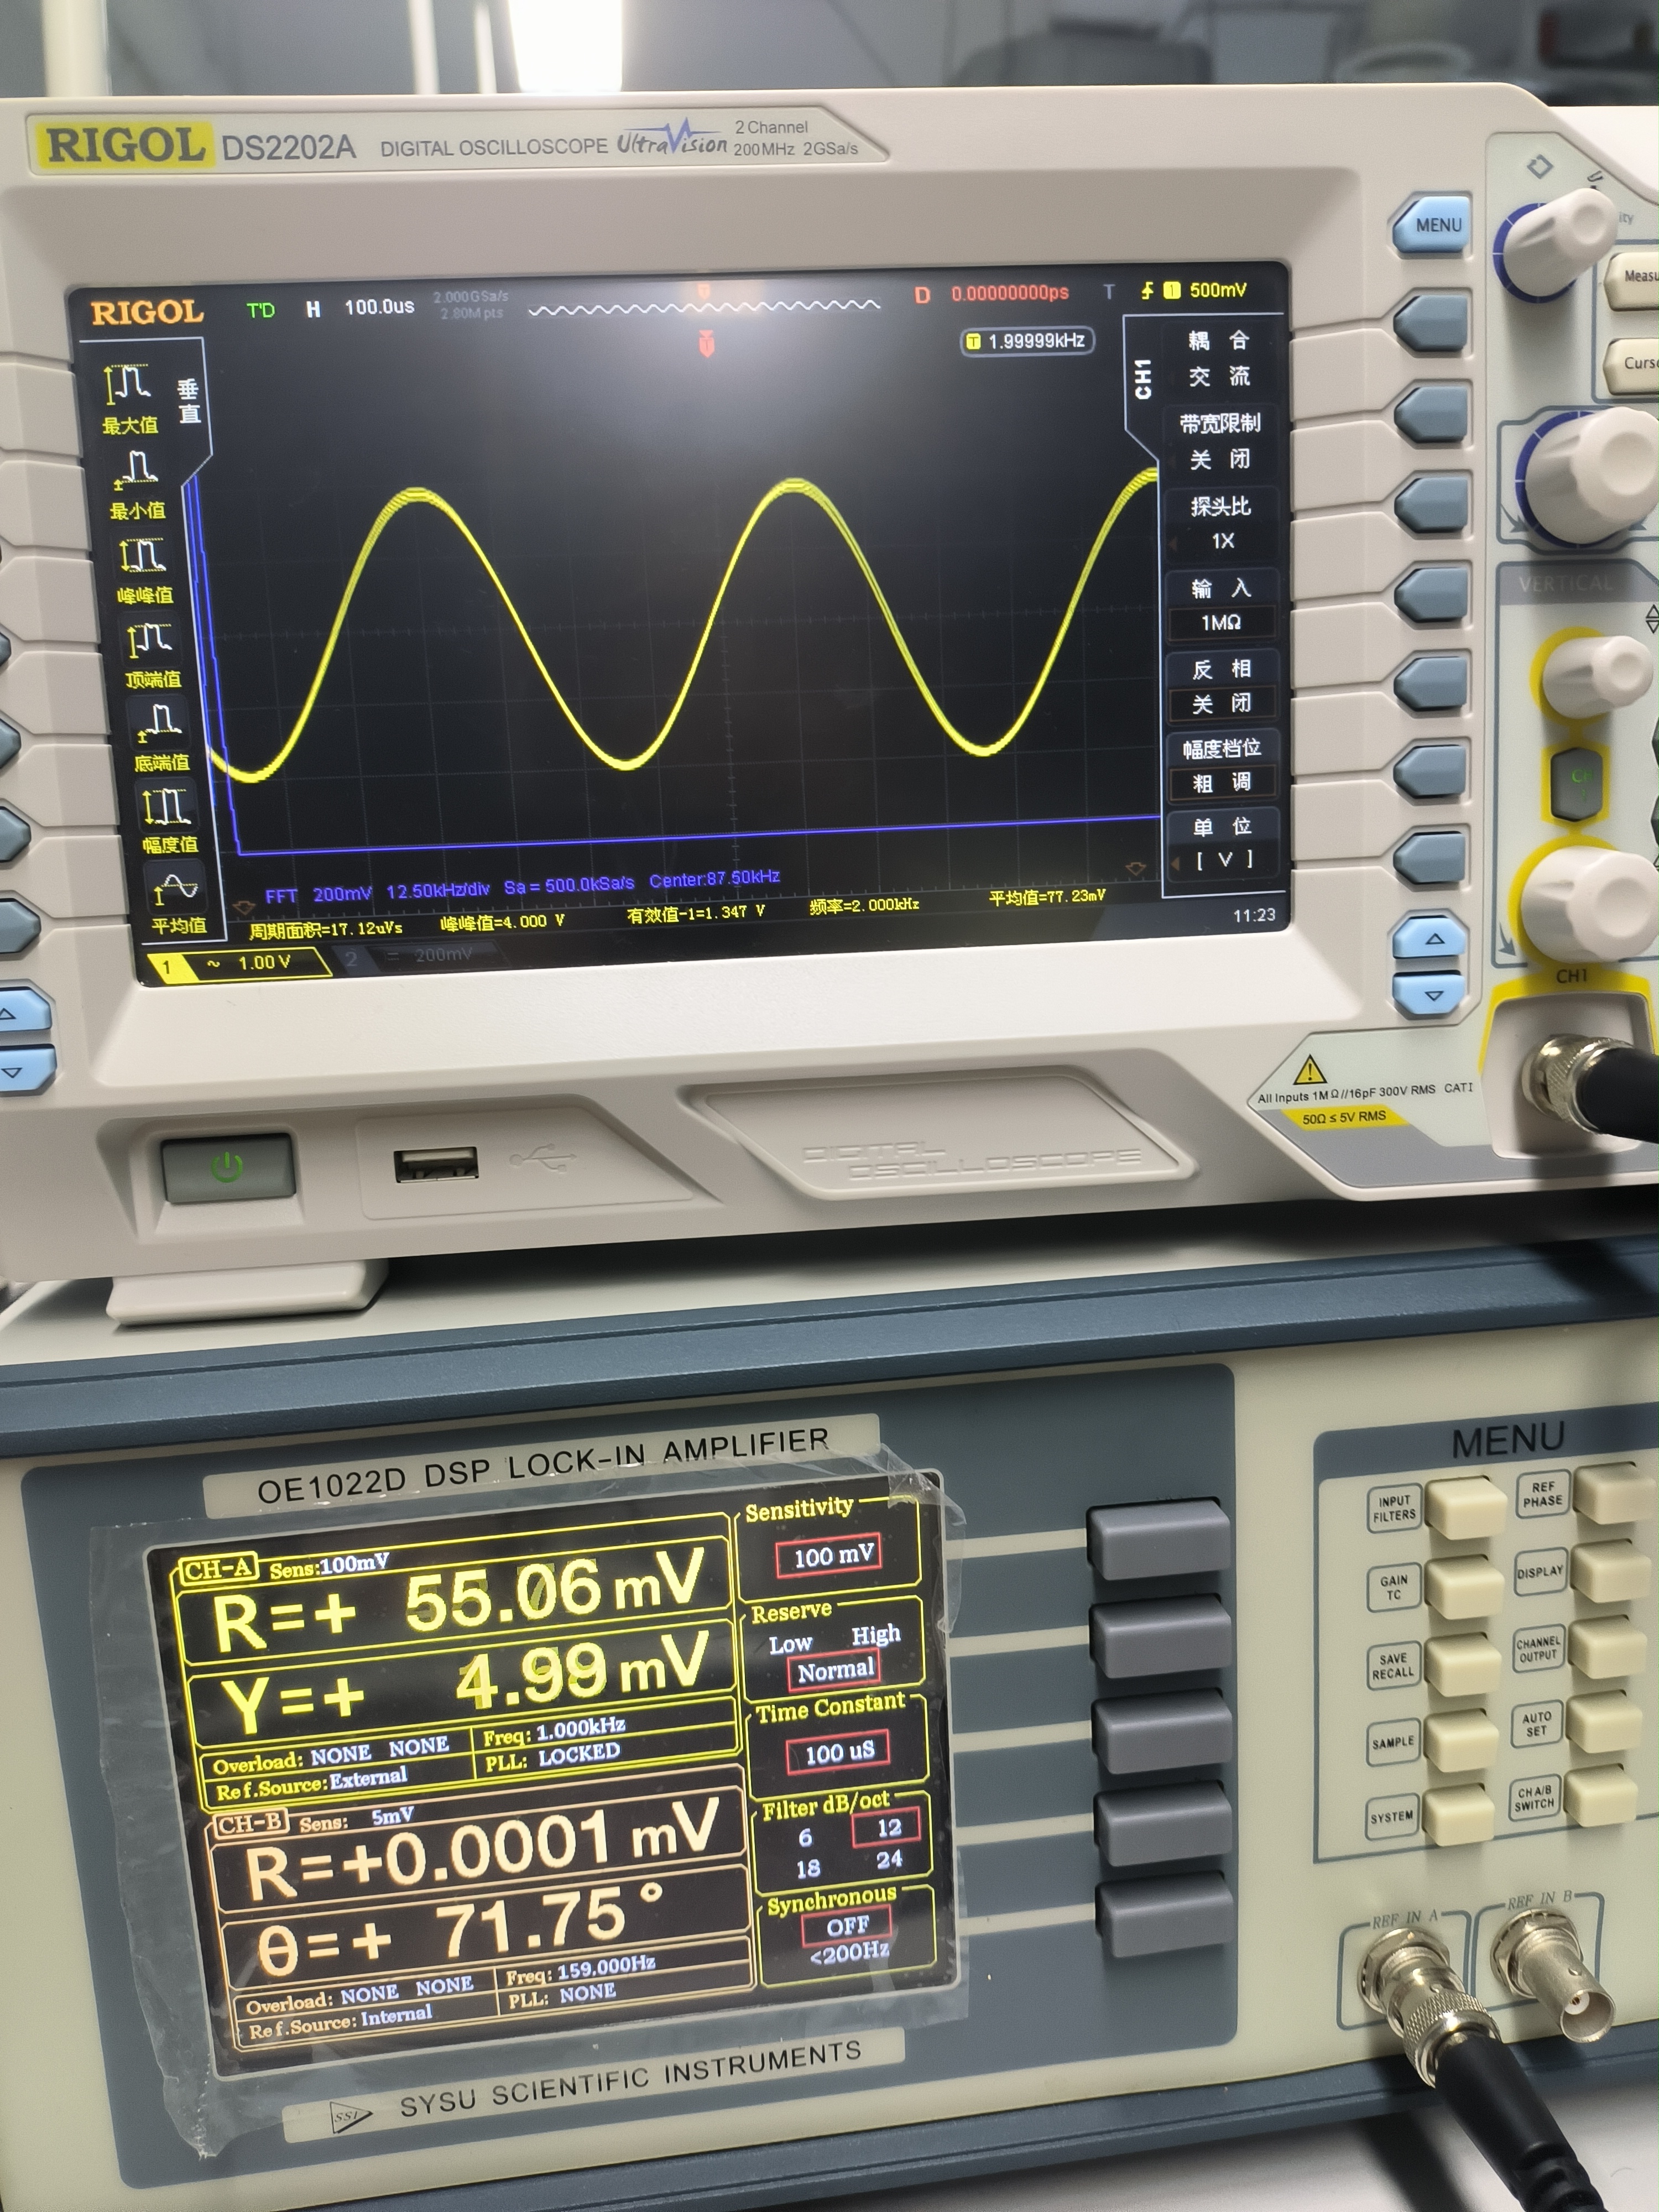 RIGOL DS2202A DIGITAL OSCILLOSCOPE UltraVision 2 Channel 200MHz 2GSa/s
MENU
Measu
Curso
RIGOL T'D H 100.0us 2.000GSa/s 2.80M pts D 0.00000000ps T 1 500mV
T 1.99999kHz
垂直
最大值
最小值
峰峰值
顶端值
底端值
幅度值
平均值
CH1
耦 合
交 流
带宽限制
关 闭
探头比
1X
输 入
1MΩ
反 相
关 闭
幅度档位
粗 调
单 位
[ V ]
FFT 200mV 12.50kHz/div Sa = 500.0kSa/s Center:87.50kHz
周期面积=17.12uVs 峰峰值=4.000 V 有效值-1=1.347 V 频率=2.000kHz 平均值=77.23mV
11:23
1 ~ 1.00 V 2 = 200mV
VERTICAL
CH1
All Inputs 1MΩ//16pF 300V RMS CATI
50Ω ≤ 5V RMS
DIGITAL
OSCILLOSCOPE
OE1022D DSP LOCK-IN AMPLIFIER
CH-A Sens:100mV
R=+ 55.06 mV
Y=+ 4.99 mV
Overload: NONE NONE Freq: 1.000kHz
Ref.Source: External PLL: LOCKED
CH-B Sens: 5mV
R=+0.0001 mV
θ=+ 71.75°
Overload: NONE NONE Freq: 159.000Hz
Ref.Source: Internal PLL: NONE
Sensitivity
100 mV
Reserve
Low High
Normal
Time Constant
100 uS
Filter dB/oct
6 12
18 24
Synchronous
OFF
<200Hz
SSI SYSU SCIENTIFIC INSTRUMENTS
MENU
INPUT FILTERS
REF PHASE
GAIN TC
DISPLAY
SAVE RECALL
CHANNEL OUTPUT
SAMPLE
AUTO SET
SYSTEM
CH A/B SWITCH
REF IN A
REF IN B